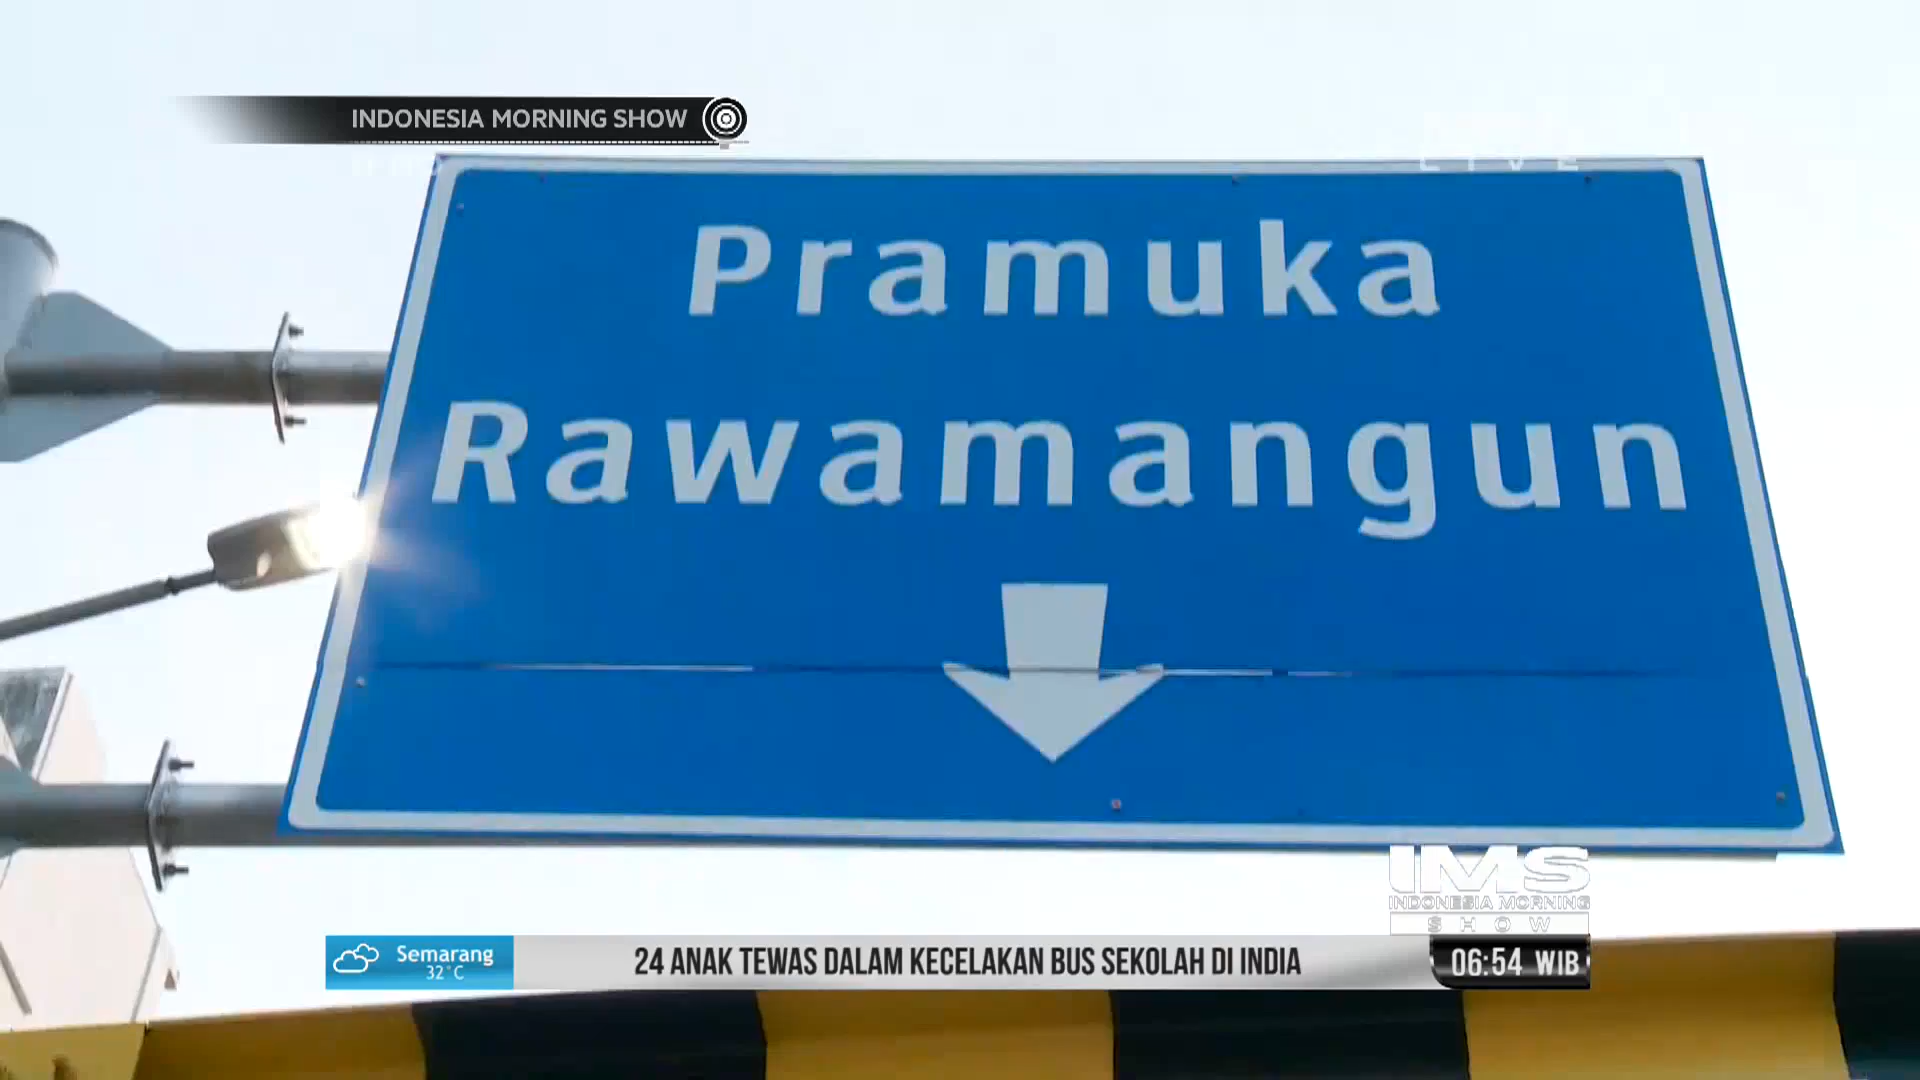 INDONESIA MORNING SHOW
LIVE
Pramuka
Rawamangun
IMS
INDONESIA MORNING
SHOW
Semarang
32°C
24 ANAK TEWAS DALAM KECELAKAN BUS SEKOLAH DI INDIA
06:54 WIB